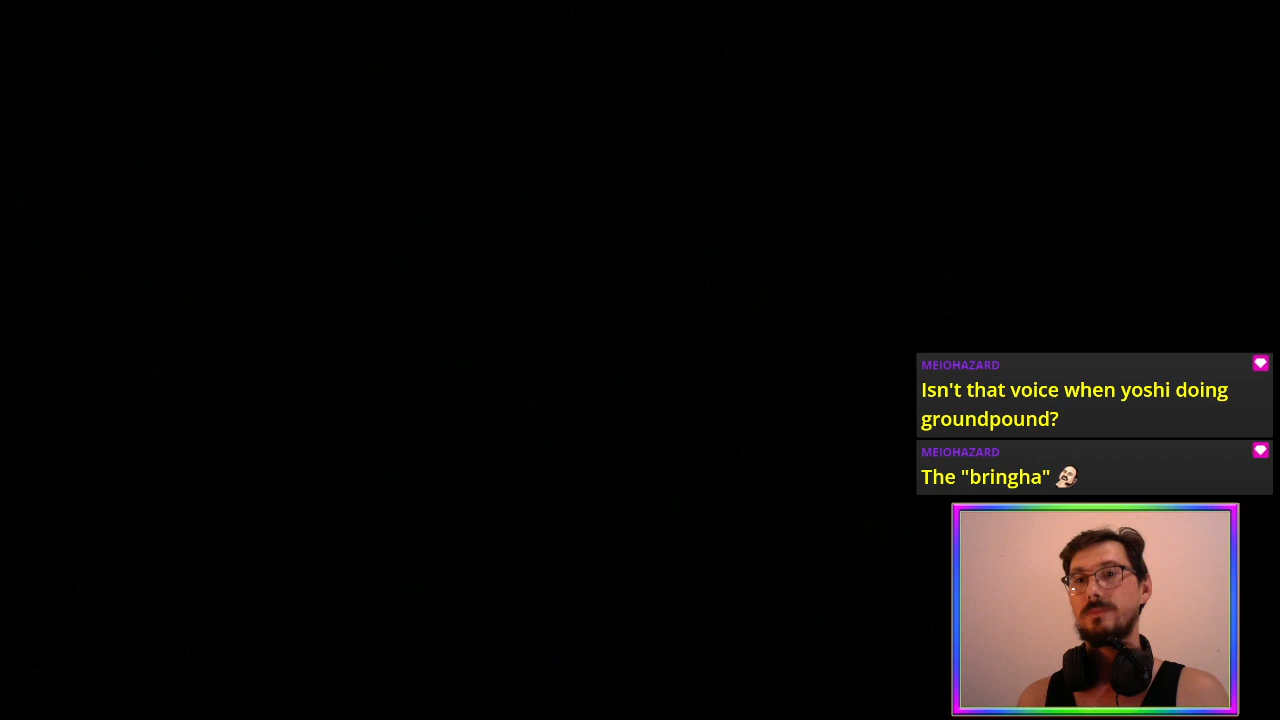 MEIOHAZARD
Isn't that voice when yoshi doing
groundpound?
MEIOHAZARD
The "bringha"